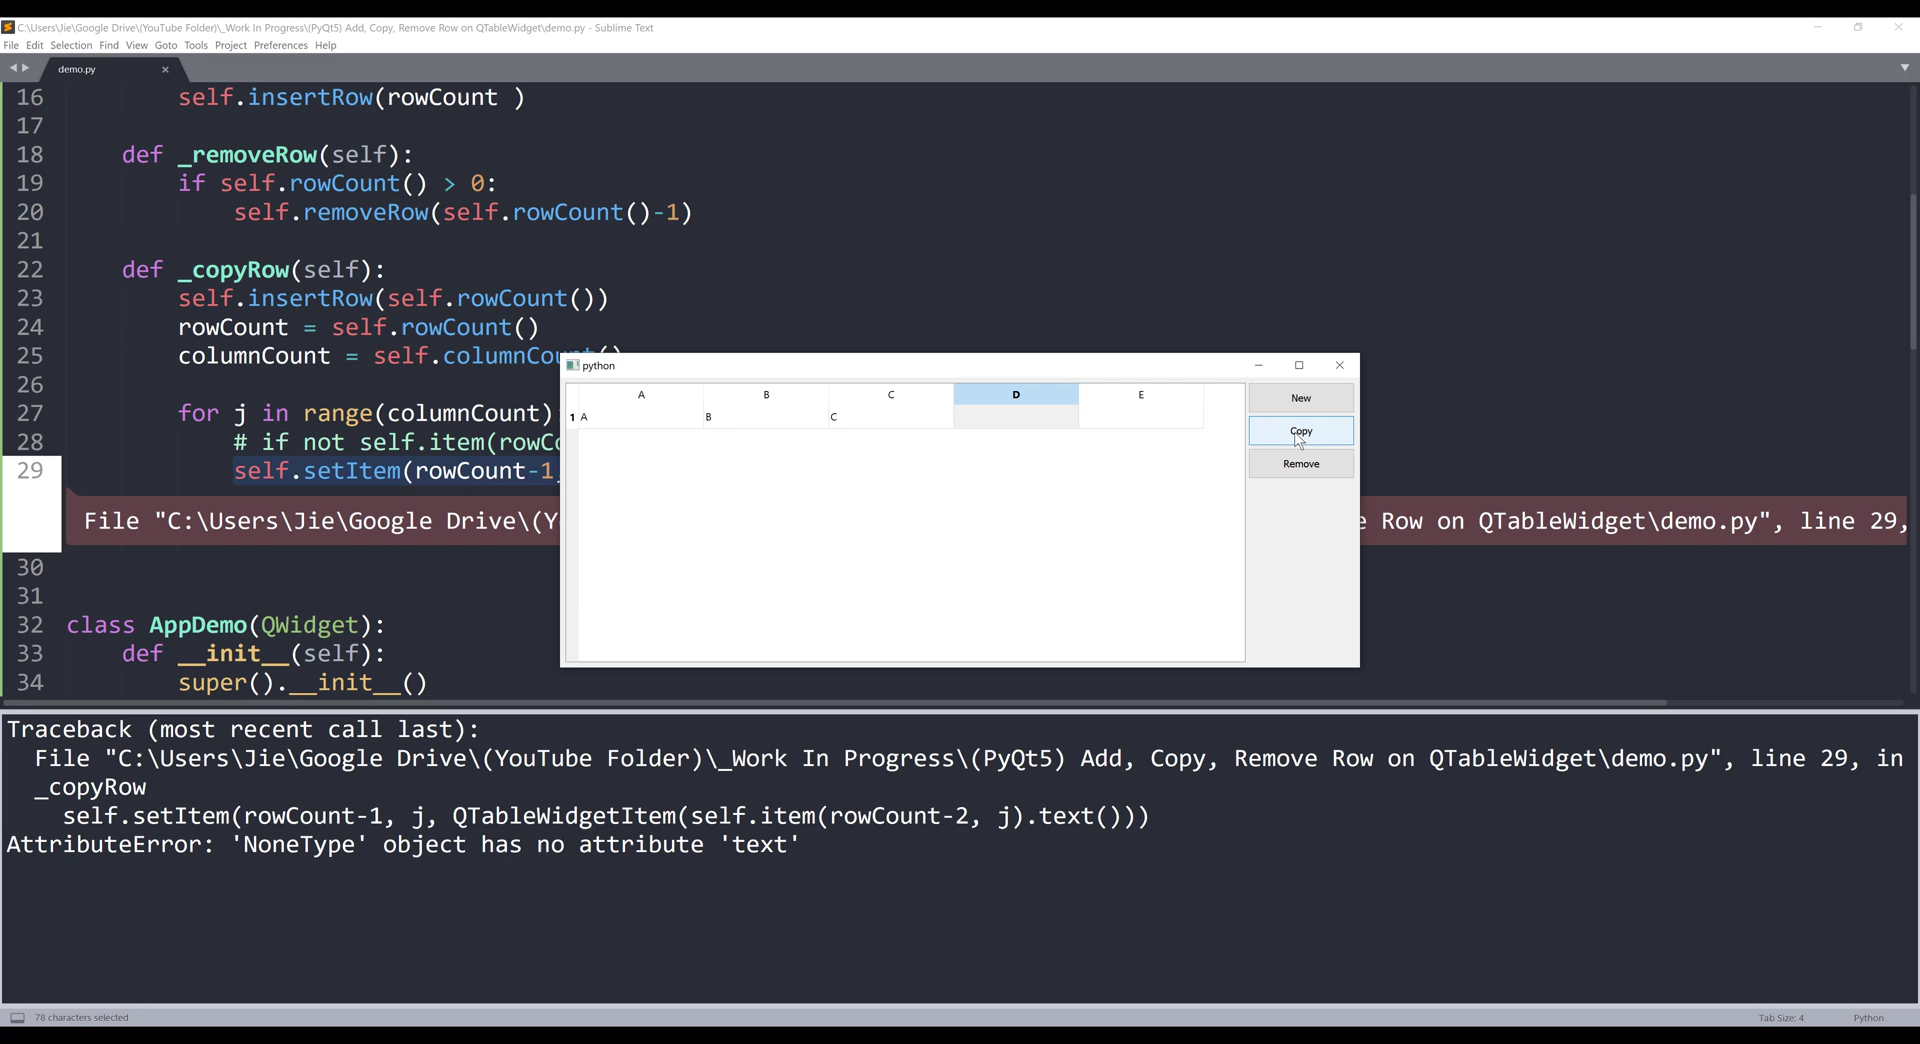 C:\Users\Jie\Google Drive\(YouTube Folder)\_Work In Progress\(PyQt5) Add, Copy, Remove Row on QTableWidget\demo.py - Sublime Text
File Edit Selection Find View Goto Tools Project Preferences Help
demo.py
16 self.insertRow(rowCount )
17
18 def _removeRow(self):
19 if self.rowCount() > 0:
20 self.removeRow(self.rowCount()-1)
21
22 def _copyRow(self):
23 self.insertRow(self.rowCount())
24 rowCount = self.rowCount()
25 columnCount = self.columnCount()
26
27 for j in range(columnCount)
28 # if not self.item(rowCo
29 self.setItem(rowCount-1,
File "C:\Users\Jie\Google Drive\(Y
e Row on QTableWidget\demo.py", line 29,
30
31
32 class AppDemo(QWidget):
33 def __init__(self):
34 super().__init__()
python
A B C D E
1 A B C
New
Copy
Remove
Traceback (most recent call last):
File "C:\Users\Jie\Google Drive\(YouTube Folder)\_Work In Progress\(PyQt5) Add, Copy, Remove Row on QTableWidget\demo.py", line 29, in
_copyRow
self.setItem(rowCount-1, j, QTableWidgetItem(self.item(rowCount-2, j).text()))
AttributeError: 'NoneType' object has no attribute 'text'
78 characters selected
Tab Size: 4
Python